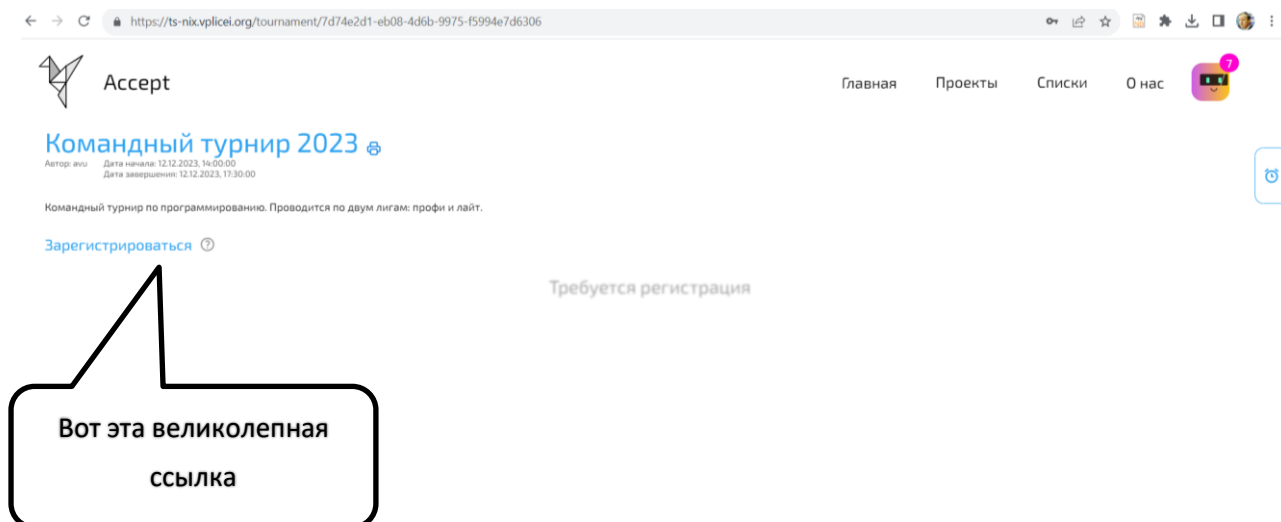 https://ts-nix.vplicei.org/tournament/7d74e2d1-eb08-4d6b-9975-f5994e7d6306
Accept
Главная Проекты Списки О нас
7
Командный турнир 2023
Автор: avu Дата начала: 12.12.2023, 14:00:00
Дата завершения: 12.12.2023, 17:30:00
Командный турнир по программированию. Проводится по двум лигам: профи и лайт.
Зарегистрироваться ?
Требуется регистрация
Вот эта великолепная
ссылка